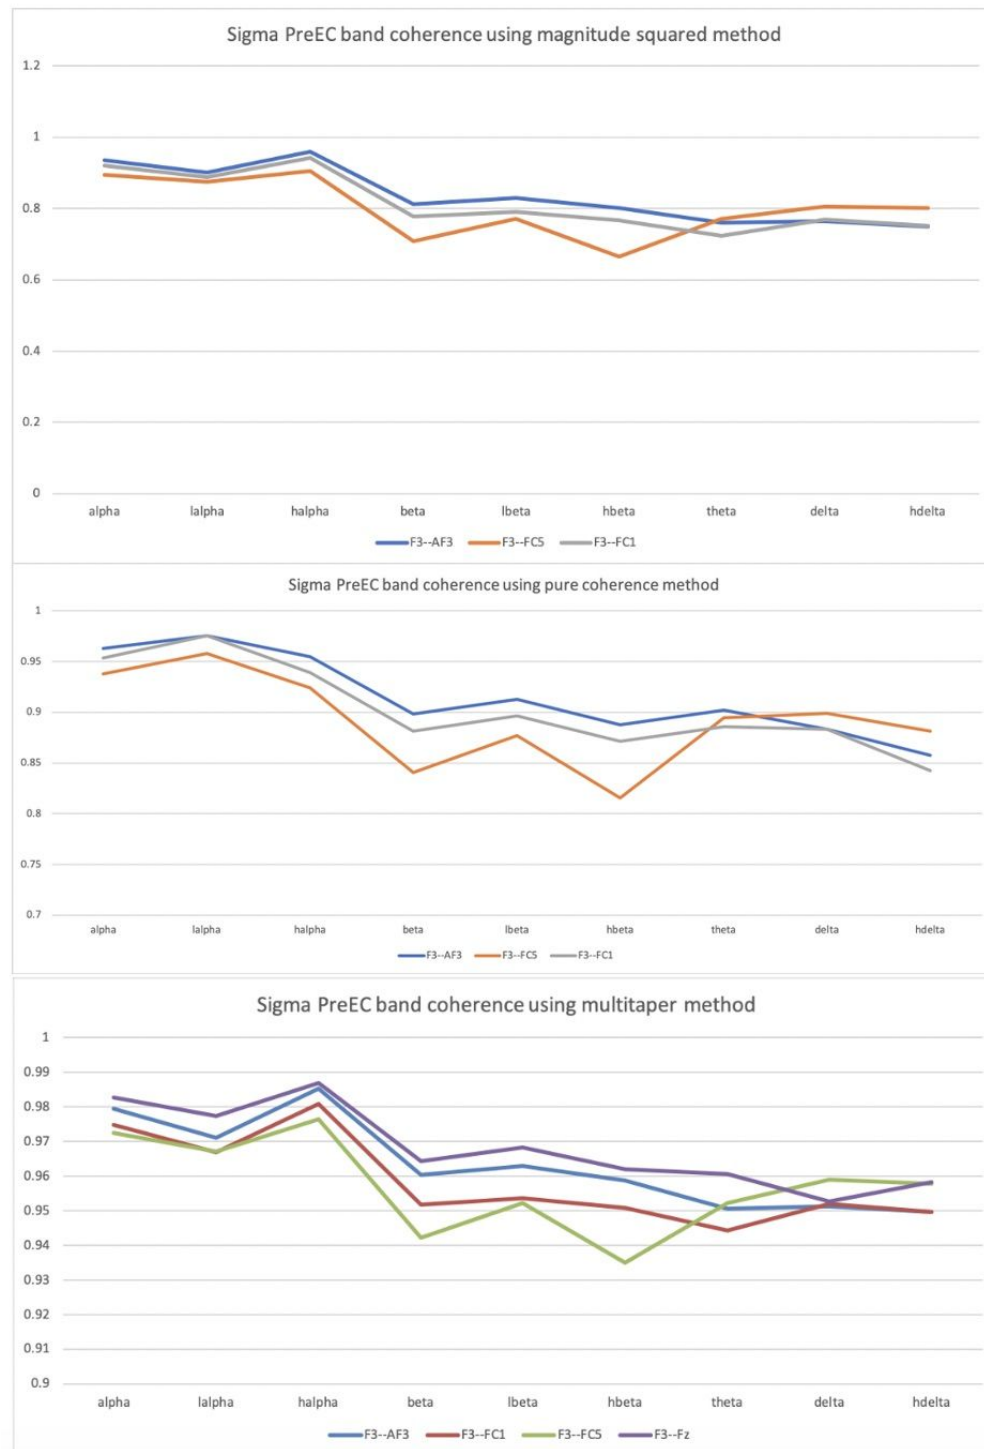 Sigma PreEC band coherence using magnitude squared method
1.2
1
0.8
0.6
0.4
0.2
0
alpha lalpha halpha beta lbeta hbeta theta delta hdelta
F3--AF3 F3--FC5 F3--FC1
Sigma PreEC band coherence using pure coherence method
1
0.95
0.9
0.85
0.8
0.75
0.7
alpha lalpha halpha beta lbeta hbeta theta delta hdelta
F3--AF3 F3--FC5 F3--FC1
Sigma PreEC band coherence using multitaper method
1
0.99
0.98
0.97
0.96
0.95
0.94
0.93
0.92
0.91
0.9
alpha lalpha halpha beta lbeta hbeta theta delta hdelta
F3--AF3 F3--FC1 F3--FC5 F3--Fz